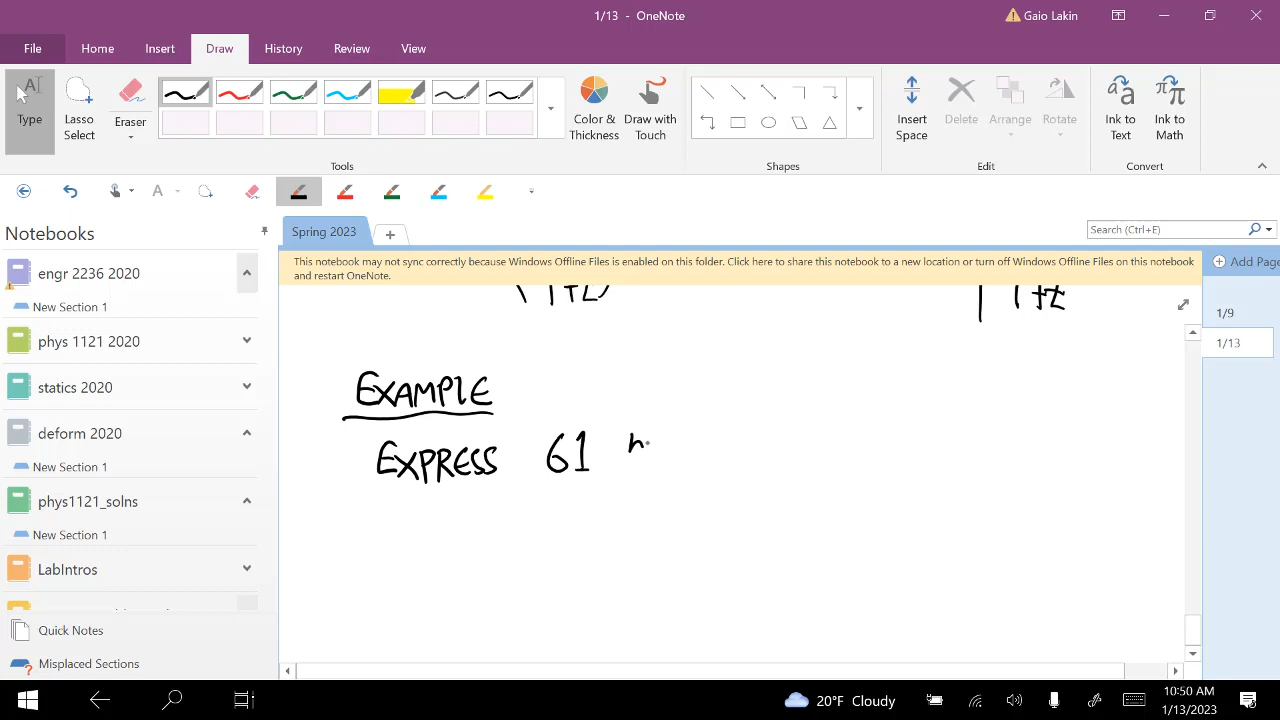 1/13 - OneNote
Gaio Lakin
File Home Insert Draw History Review View
Type
Lasso Select
Eraser
Color & Thickness
Draw with Touch
Insert Space
Delete
Arrange
Rotate
Ink to Text
Ink to Math
Tools
Shapes
Edit
Convert
Notebooks
Spring 2023
Search (Ctrl+E)
This notebook may not sync correctly because Windows Offline Files is enabled on this folder. Click here to share this notebook to a new location or turn off Windows Offline Files on this notebook
and restart OneNote.
Add Page
engr 2236 2020
New Section 1
phys 1121 2020
statics 2020
deform 2020
New Section 1
phys1121_solns
New Section 1
LabIntros
Quick Notes
Misplaced Sections
1/9
1/13
EXAMPLE
EXPRESS 61
20°F Cloudy
10:50 AM
1/13/2023